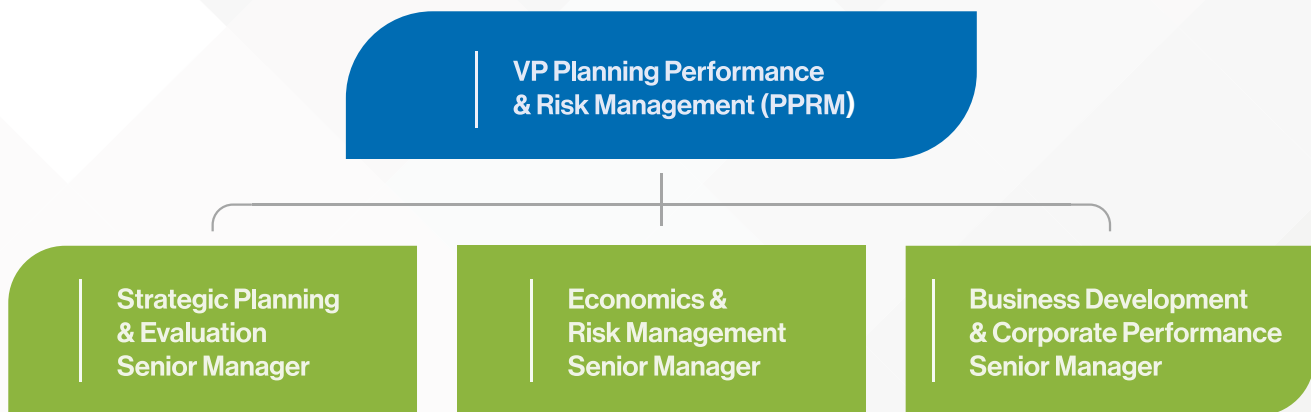 VP Planning Performance
& Risk Management (PPRM)
Strategic Planning
& Evaluation
Senior Manager
Economics &
Risk Management
Senior Manager
Business Development
& Corporate Performance
Senior Manager